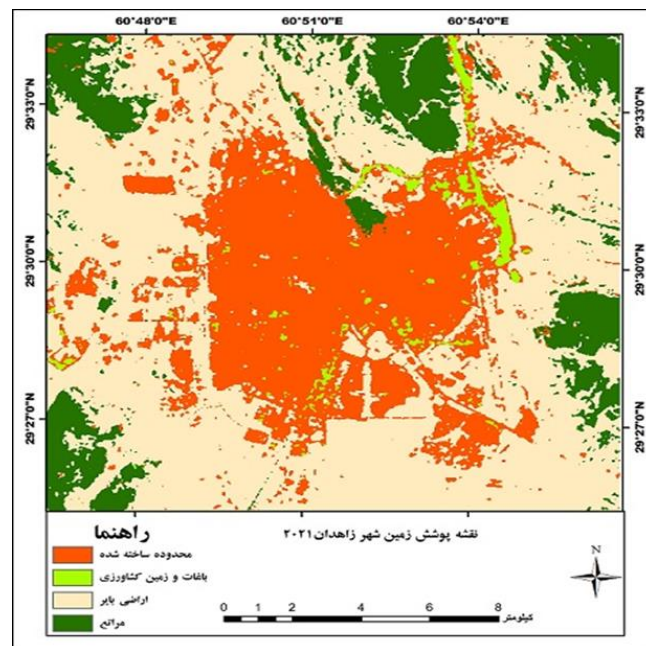 60°48'0"E 60°51'0"E 60°54'0"E
29°33'0"N 29°33'0"N
29°30'0"N 29°30'0"N
29°27'0"N 29°27'0"N
راهنما
محدوده ساخته شده
باغات و زمین کشاورزی
اراضی بایر
مراتع
نقشه پوشش زمین شهر زاهدان ۲۰۲۱
N
0 1 2 4 6 8
کیلومتر